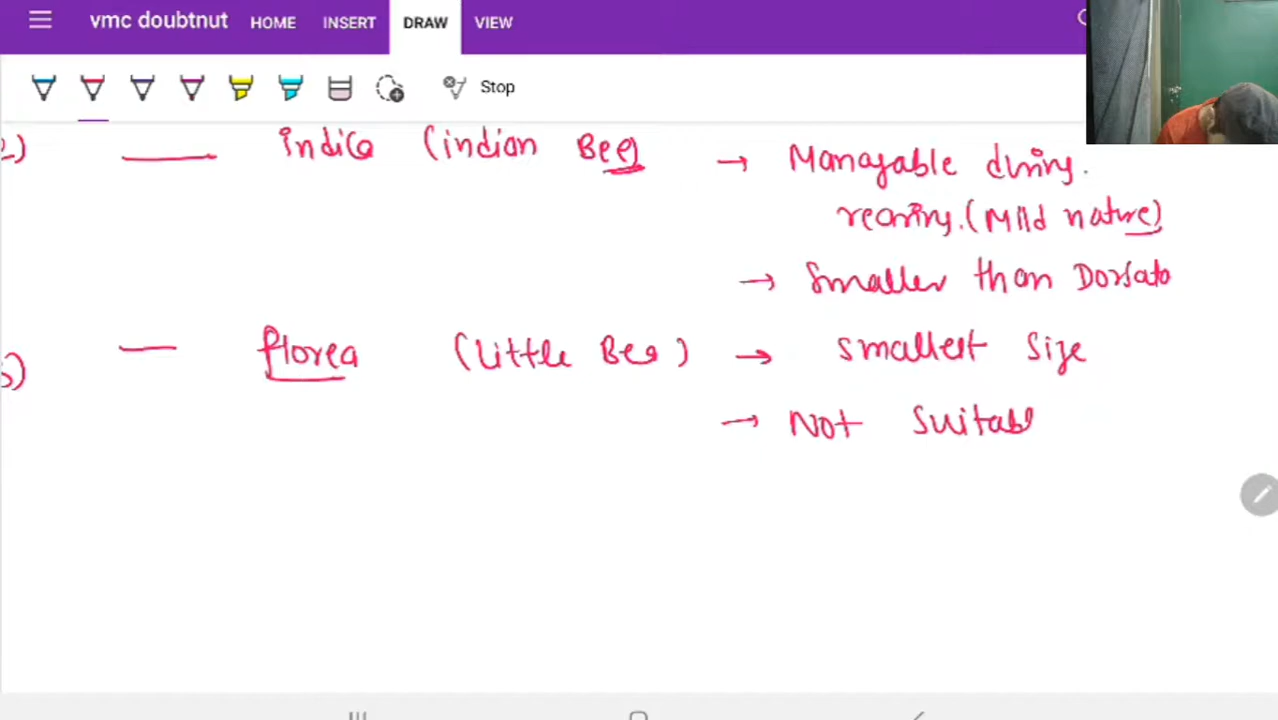 vmc doubtnut HOME INSERT DRAW VIEW
Stop
2) — indica (indian Bee) → Managable during.
rearing. (Mild nature)
→ Smaller than Dorsata
3) — florea (Little Bee) → smallest Size
→ Not Suitabl